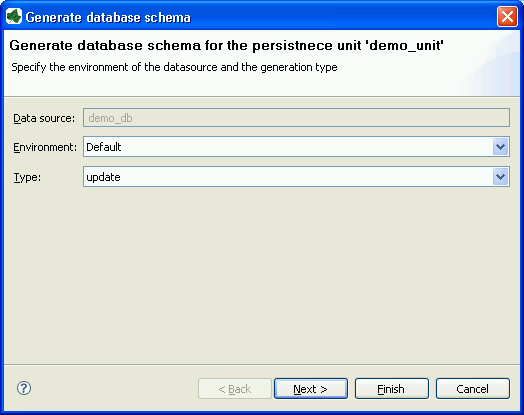 Generate database schema
Generate database schema for the persistnece unit 'demo_unit'
Specify the environment of the datasource and the generation type
Data source: demo_db
Environment: Default
Type: update
? < Back Next > Finish Cancel